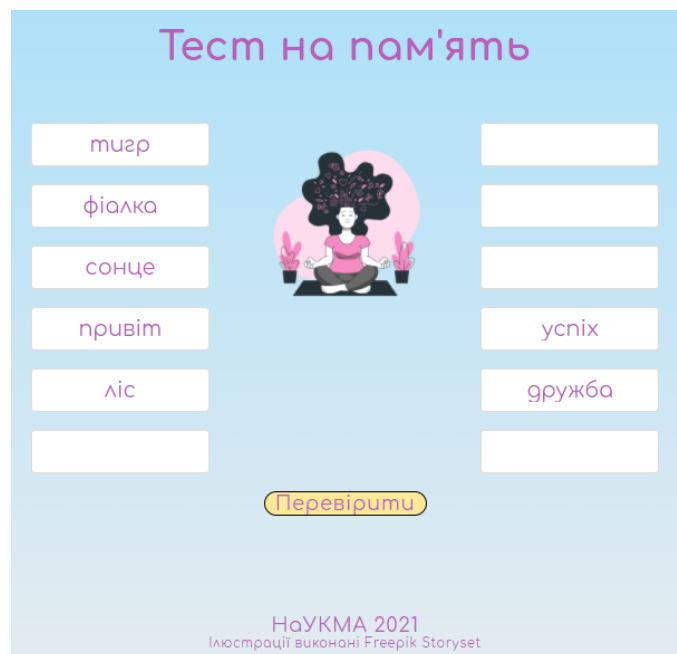 Тест на пам'ять
тигр
фіалка
сонце
привіт
успіх
ліс
дружба
Перевірити
НаУКМА 2021
Ілюстрації виконані Freepik Storyset